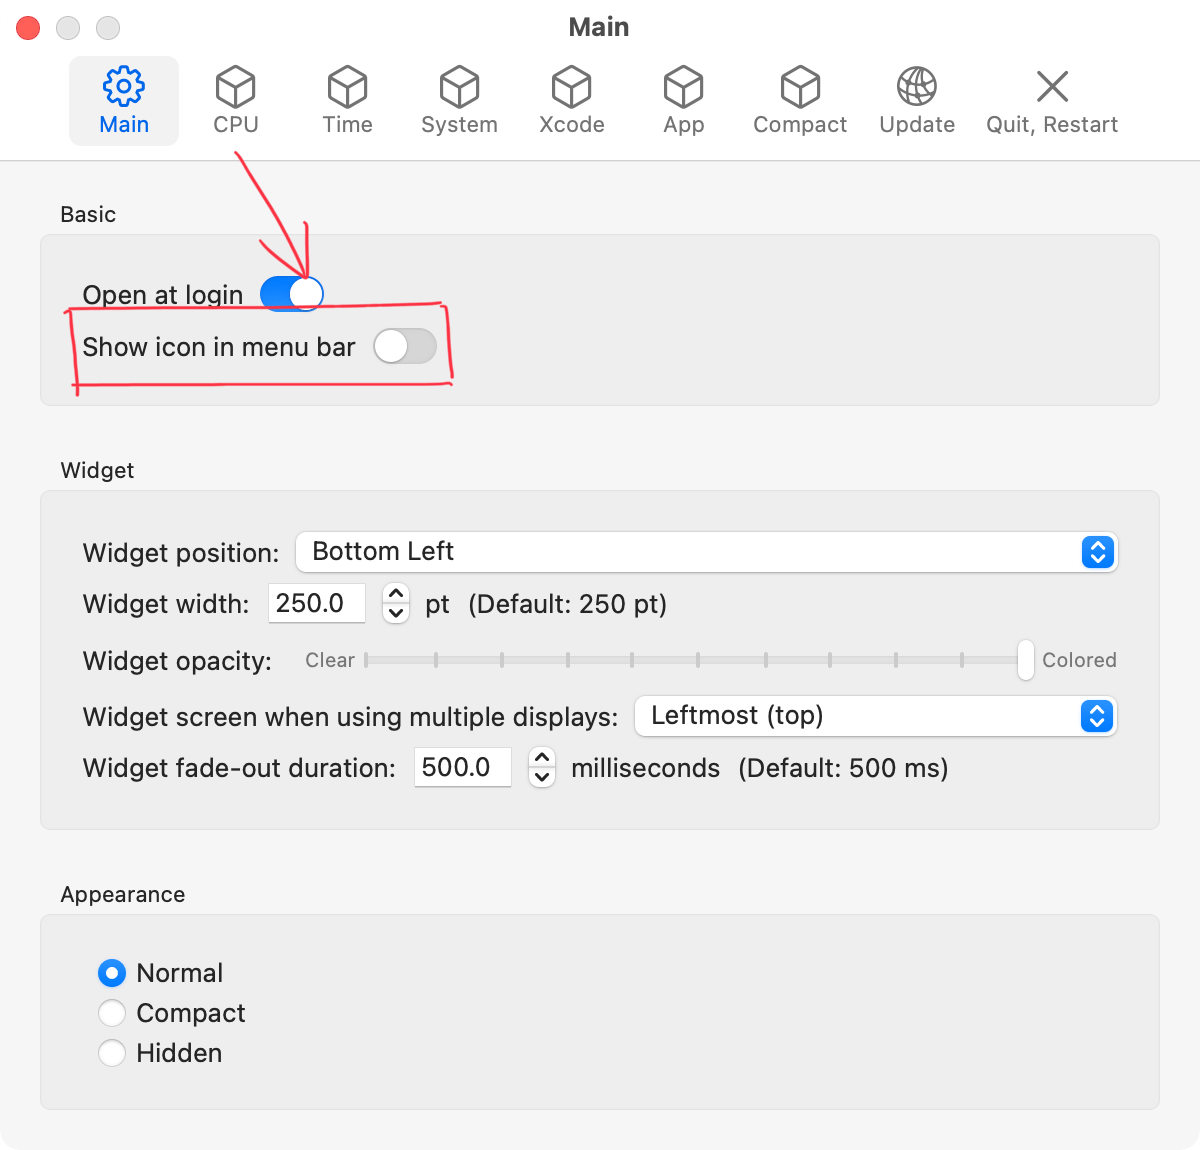 Main
Main CPU Time System Xcode App Compact Update Quit, Restart
Basic
Open at login
Show icon in menu bar
Widget
Widget position: Bottom Left
Widget width: 250.0 pt (Default: 250 pt)
Widget opacity: Clear Colored
Widget screen when using multiple displays: Leftmost (top)
Widget fade-out duration: 500.0 milliseconds (Default: 500 ms)
Appearance
Normal
Compact
Hidden